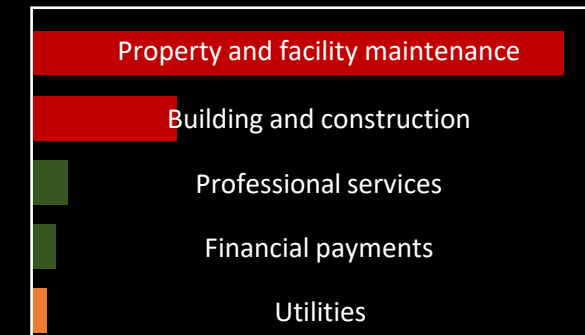 Property and facility maintenance
Building and construction
Professional services
Financial payments
Utilities